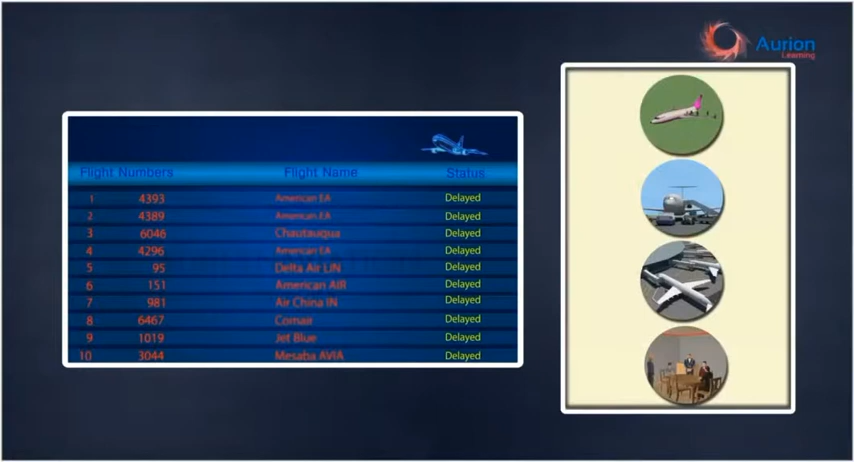 Aurion
Learning
Flight Numbers Flight Name Status
1 4393 American EA Delayed
2 4389 American EA Delayed
3 6046 Chautauqua Delayed
4 4296 American EA Delayed
5 95 Delta Air LIN Delayed
6 151 American AIR Delayed
7 981 Air China IN Delayed
8 6467 Comair Delayed
9 1019 Jet Blue Delayed
10 3044 Mesaba AVIA Delayed